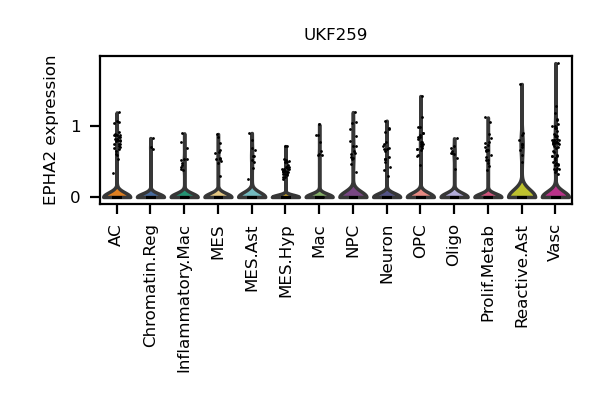 UKF259
EPHA2 expression
1
0
AC
Chromatin.Reg
Inflammatory.Mac
MES
MES.Ast
MES.Hyp
Mac
NPC
Neuron
OPC
Oligo
Prolif.Metab
Reactive.Ast
Vasc